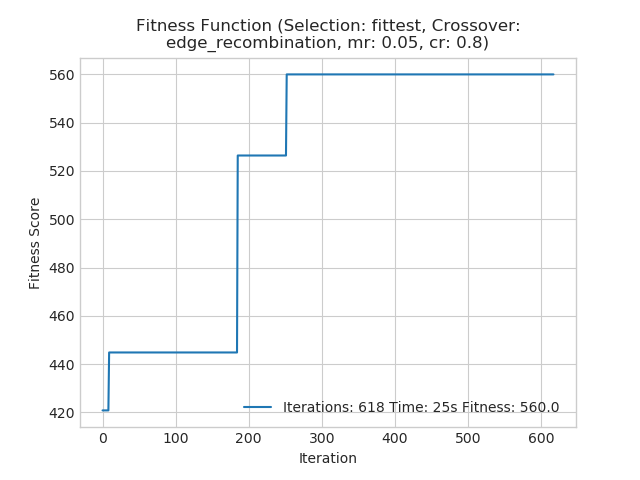 Fitness Function (Selection: fittest, Crossover:
edge_recombination, mr: 0.05, cr: 0.8)
Fitness Score
560
540
520
500
480
460
440
420
Iterations: 618 Time: 25s Fitness: 560.0
0 100 200 300 400 500 600
Iteration